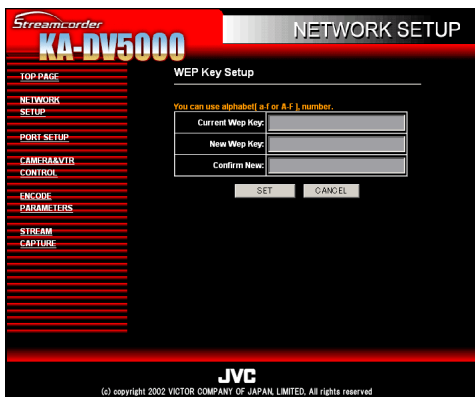 Streamcorder
KA-DV5000
NETWORK SETUP
TOP PAGE
NETWORK
SETUP
PORT SETUP
CAMERA&VTR
CONTROL
ENCODE
PARAMETERS
STREAM
CAPTURE
WEP Key Setup
You can use alphabet[ a-f or A-F ], number.
Current Wep Key:
New Wep Key:
Confirm New:
SET
CANCEL
JVC
(c) copyright 2002 VICTOR COMPANY OF JAPAN, LIMITED, All rights reserved